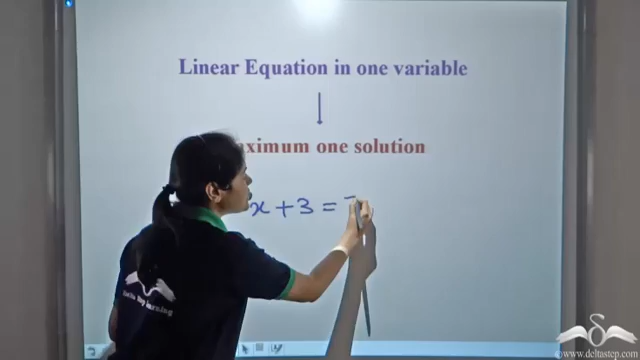 Linear Equation in one variable
one solution
x + 3 =
©www.deltastep.com